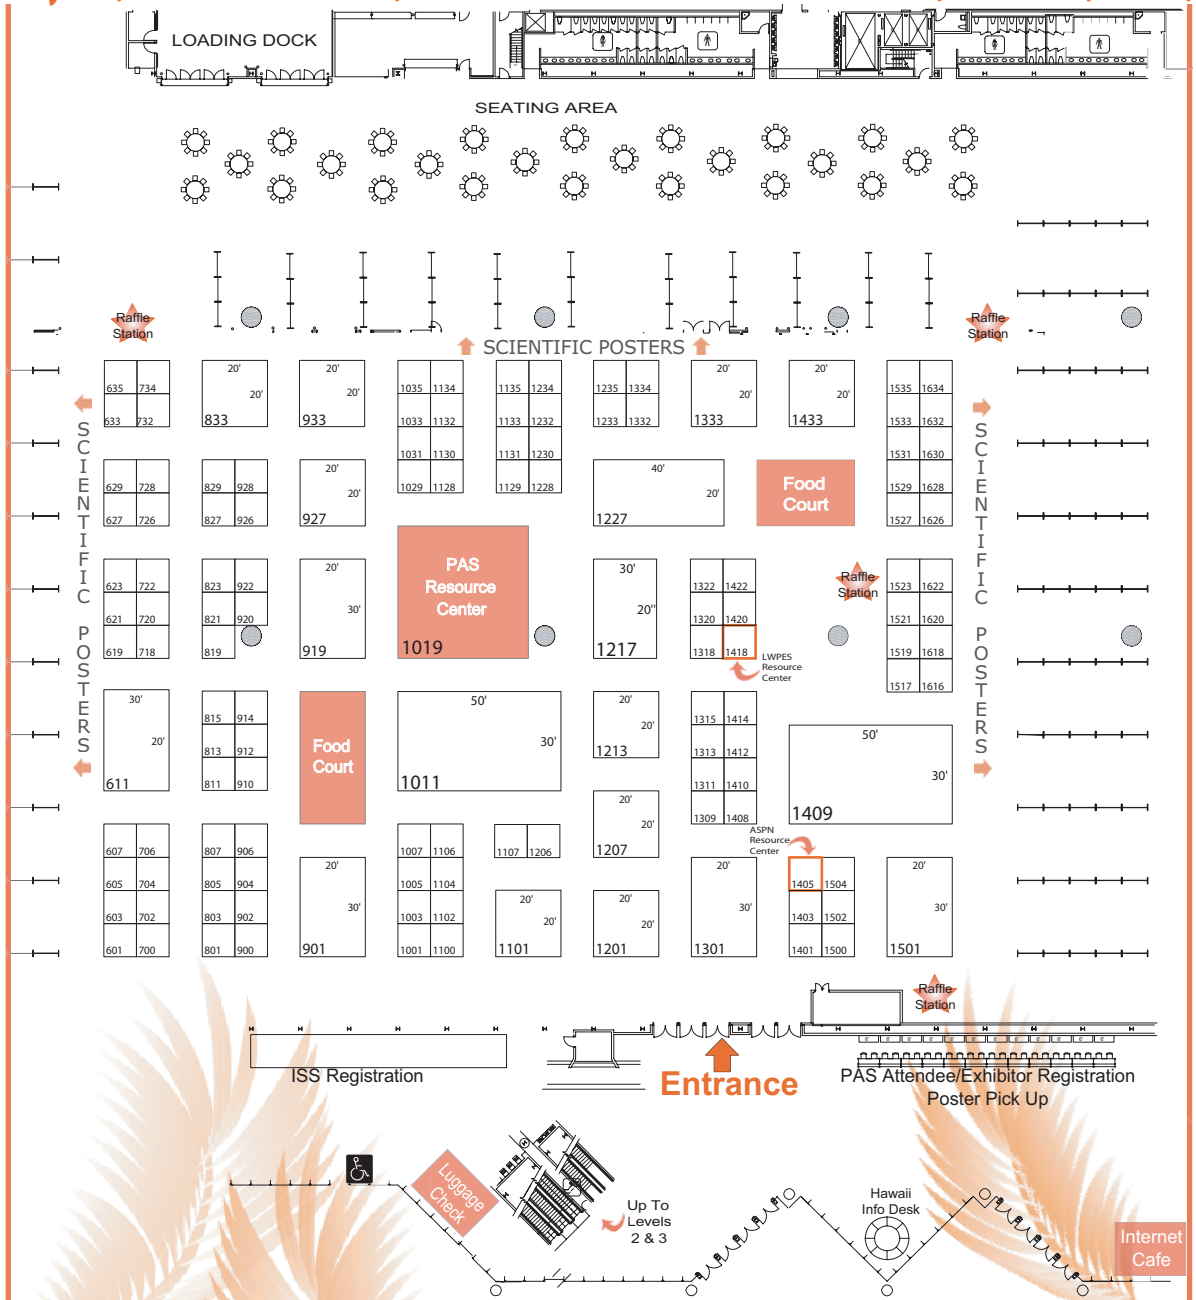 LOADING DOCK
SEATING AREA
Raffle
Station
Raffle
Station
SCIENTIFIC POSTERS
SCIENTIFIC POSTERS
SCIENTIFIC POSTERS
635 734
633 732
20'
20'
833
20'
20'
933
1035 1134
1033 1132
1031 1130
1029 1128
1135 1234
1133 1232
1131 1230
1129 1228
1235 1334
1233 1332
20'
20'
1333
20'
20'
1433
1535 1634
1533 1632
1531 1630
1529 1628
1527 1626
629 728
627 726
829 928
827 926
20'
20'
927
40'
20'
1227
Food
Court
PAS
Resource
Center
1019
623 722
621 720
619 718
823 922
821 920
819
20'
30'
919
30'
20"
1217
1322 1422
1320 1420
1318 1418
LWPES
Resource
Center
Raffle
Station
1523 1622
1521 1620
1519 1618
1517 1616
30'
20'
611
815 914
813 912
811 910
Food
Court
50'
30'
1011
20'
20'
1213
1315 1414
1313 1412
1311 1410
1309 1408
50'
30'
1409
20'
20'
1207
ASPN
Resource
Center
607 706
605 704
603 702
601 700
807 906
805 904
803 902
801 900
20'
30'
901
1007 1106
1005 1104
1003 1102
1001 1100
1107 1206
20'
20'
1101
20'
20'
1201
20'
30'
1301
1405 1504
1403 1502
1401 1500
20'
30'
1501
Raffle
Station
ISS Registration
Entrance
PAS Attendee/Exhibitor Registration
Poster Pick Up
Luggage
Check
Up To
Levels
2 & 3
Hawaii
Info Desk
Internet
Cafe